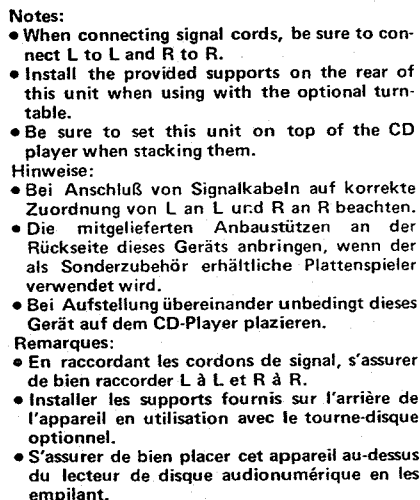 Notes:
• When connecting signal cords, be sure to con-
nect L to L and R to R.
• Install the provided supports on the rear of
this unit when using with the optional turn-
table.
• Be sure to set this unit on top of the CD
player when stacking them.
Hinweise:
• Bei Anschluß von Signalkabeln auf korrekte
Zuordnung von L an L und R an R beachten.
• Die mitgelieferten Anbaustützen an der
Rückseite dieses Geräts anbringen, wenn der
als Sonderzubehör erhältliche Plattenspieler
verwendet wird.
• Bei Aufstellung übereinander unbedingt dieses
Gerät auf dem CD-Player plazieren.
Remarques:
• En raccordant les cordons de signal, s'assurer
de bien raccorder L à L et R à R.
• Installer les supports fournis sur l'arrière de
l'appareil en utilisation avec le tourne-disque
optionnel.
• S'assurer de bien placer cet appareil au-dessus
du lecteur de disque audionumérique en les
empilant.